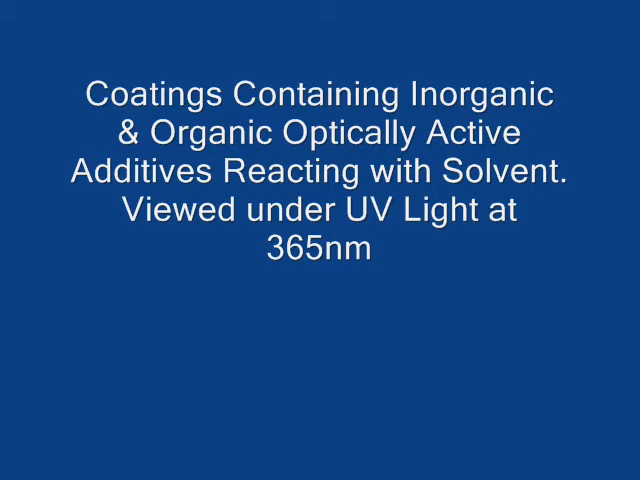 Coatings Containing Inorganic
& Organic Optically Active
Additives Reacting with Solvent.
Viewed under UV Light at
365nm